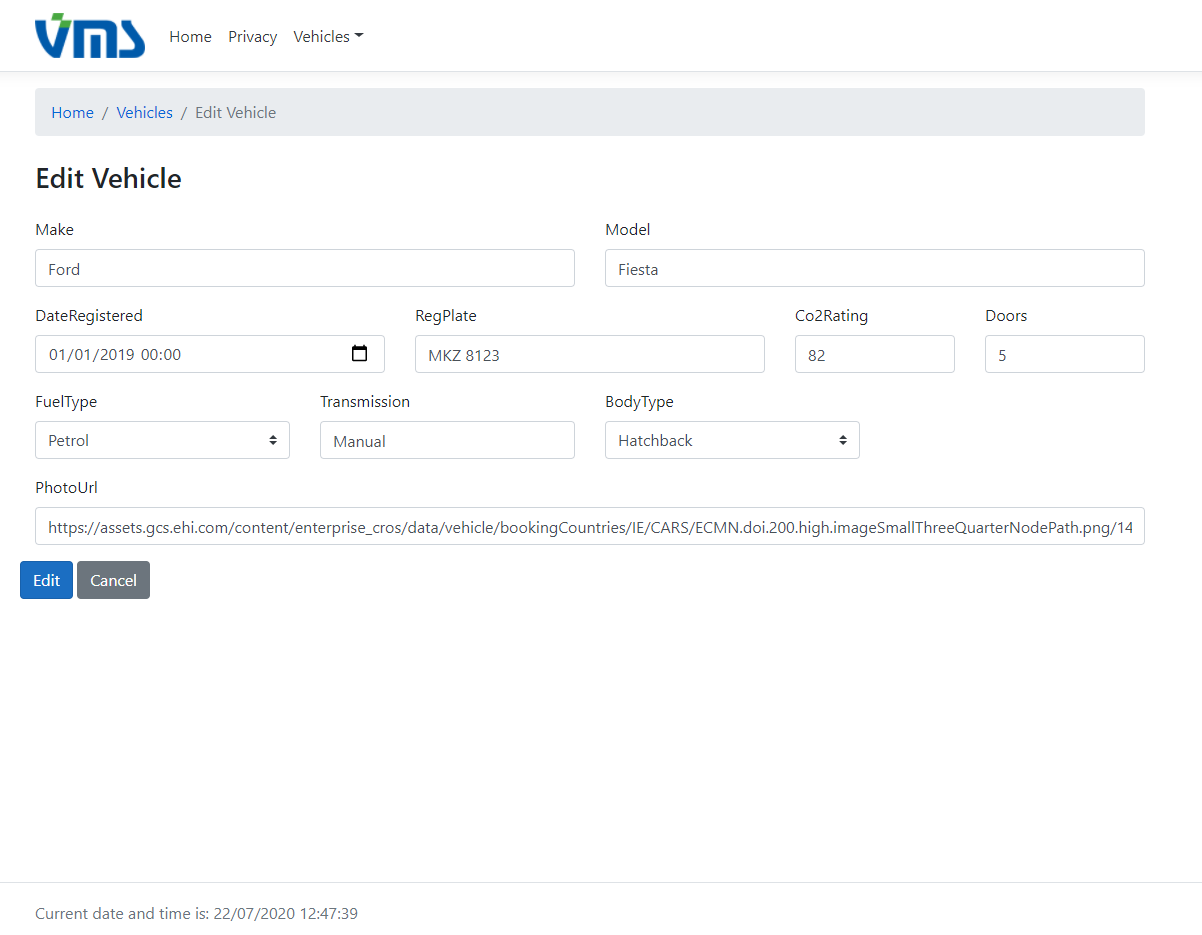 vms Home Privacy Vehicles
Home / Vehicles / Edit Vehicle
Edit Vehicle
Make Model
Ford Fiesta
DateRegistered RegPlate Co2Rating Doors
01/01/2019 00:00 MKZ 8123 82 5
FuelType Transmission BodyType
Petrol Manual Hatchback
PhotoUrl
https://assets.gcs.ehi.com/content/enterprise_cros/data/vehicle/bookingCountries/IE/CARS/ECMN.doi.200.high.imageSmallThreeQuarterNodePath.png/14
Edit Cancel
Current date and time is: 22/07/2020 12:47:39